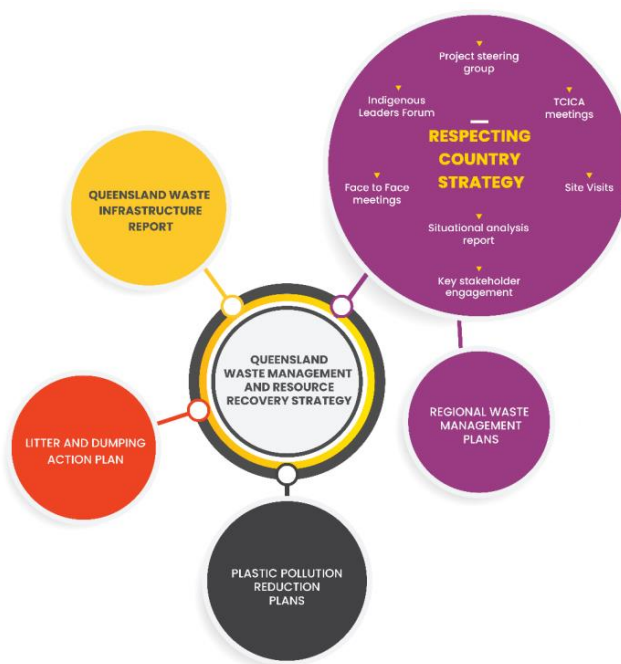 Project steering
group
Indigenous
Leaders Forum
TCICA
meetings
RESPECTING
COUNTRY
STRATEGY
Face to Face
meetings
Site Visits
Situational analysis
report
Key stakeholder
engagement
QUEENSLAND WASTE
INFRASTRUCTURE
REPORT
QUEENSLAND
WASTE MANAGEMENT
AND RESOURCE
RECOVERY STRATEGY
REGIONAL WASTE
MANAGEMENT
PLANS
LITTER AND DUMPING
ACTION PLAN
PLASTIC POLLUTION
REDUCTION
PLANS